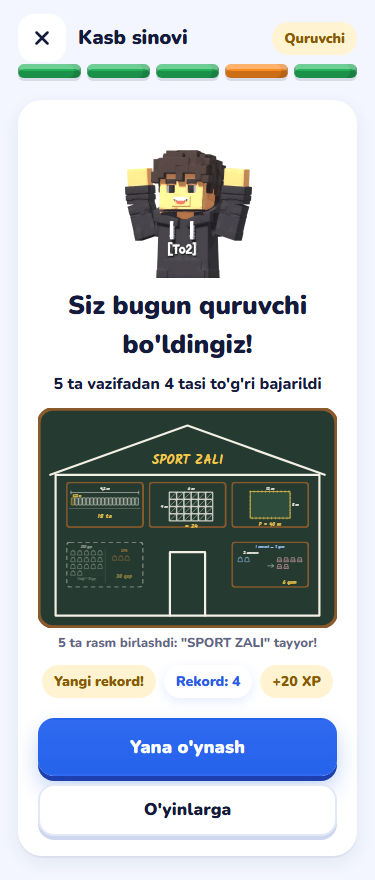 Kasb sinovi
Quruvchi
[To2]
Siz bugun quruvchi
bo'ldingiz!
5 ta vazifadan 4 tasi to'g'ri bajarildi
SPORT ZALI
18 ta
= 24
P = 40 m
30 gap
5 ta rasm birlashdi: "SPORT ZALI" tayyor!
Yangi rekord!
Rekord: 4
+20 XP
Yana o'ynash
O'yinlarga